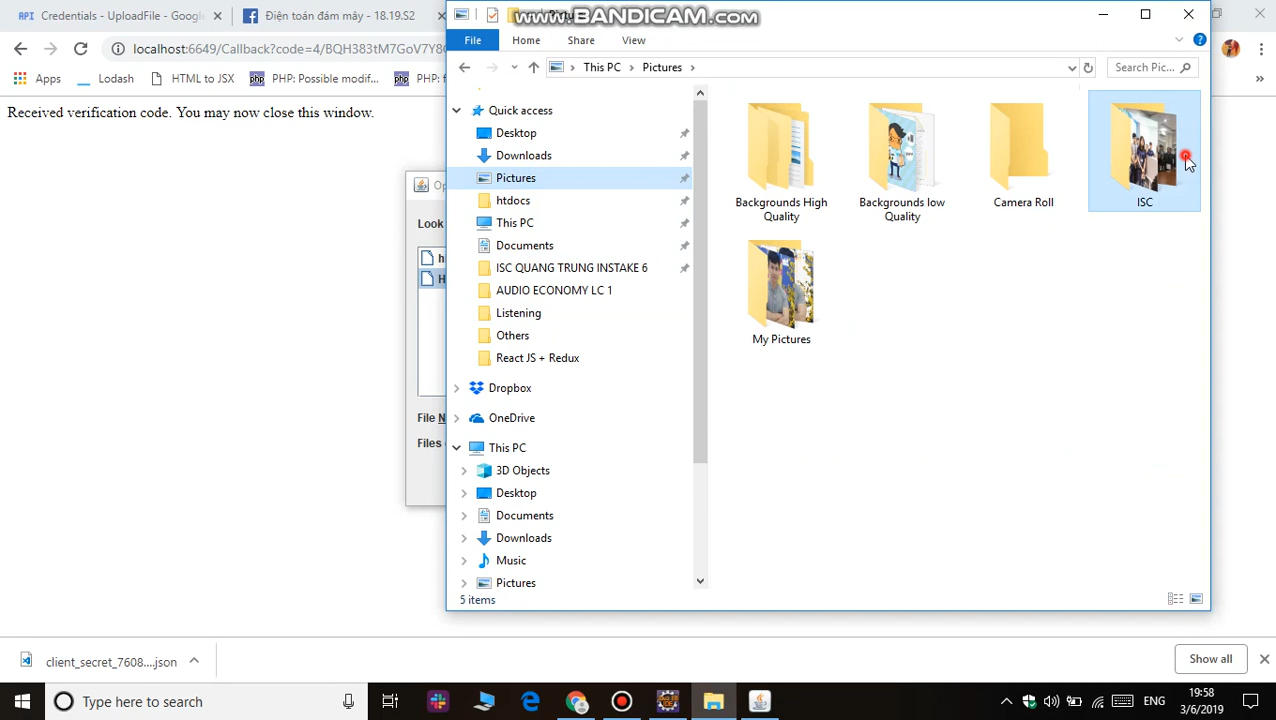 Credentials - UploadFile - Googl
Điện toán đám mây // 18.19.S2
Pictures
www.BANDICAM.com
localhost:6649/Callback?code=4/BQH383tM7GoV7Y8
Apps
Lodash
HTML to JSX
PHP: Possible modif...
PHP: f
Received verification code. You may now close this window.
File
Home
Share
View
This PC
Pictures
Search Pic...
Quick access
Desktop
Downloads
Pictures
htdocs
This PC
Documents
ISC QUANG TRUNG INSTAKE 6
AUDIO ECONOMY LC 1
Listening
Others
React JS + Redux
Dropbox
OneDrive
This PC
3D Objects
Desktop
Documents
Downloads
Music
Pictures
Backgrounds High
Quality
Backgrounds low
Quality
Camera Roll
ISC
My Pictures
5 items
Look
File N
Files
client_secret_7608....json
Show all
Type here to search
ENG
19:58
3/6/2019